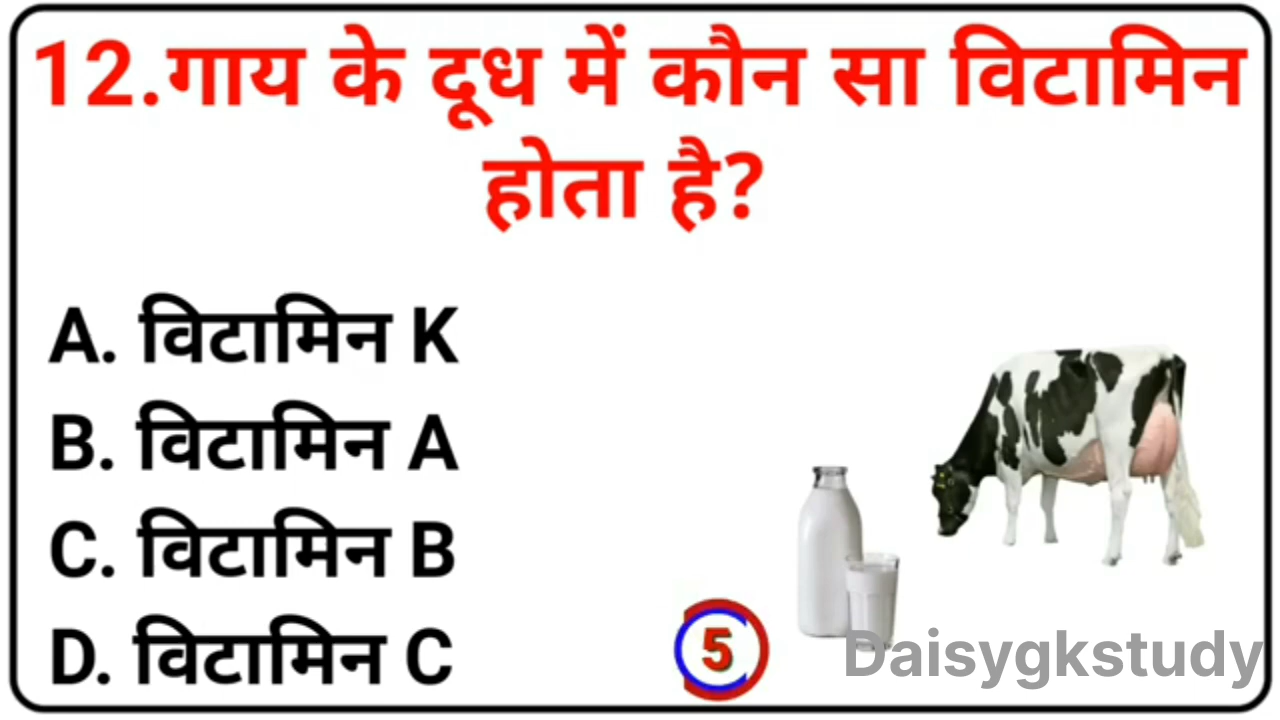 12.गाय के दूध में कौन सा विटामिन
होता है?
A. विटामिन K
B. विटामिन A
C. विटामिन B
D. विटामिन C
5
Daisygkstudy